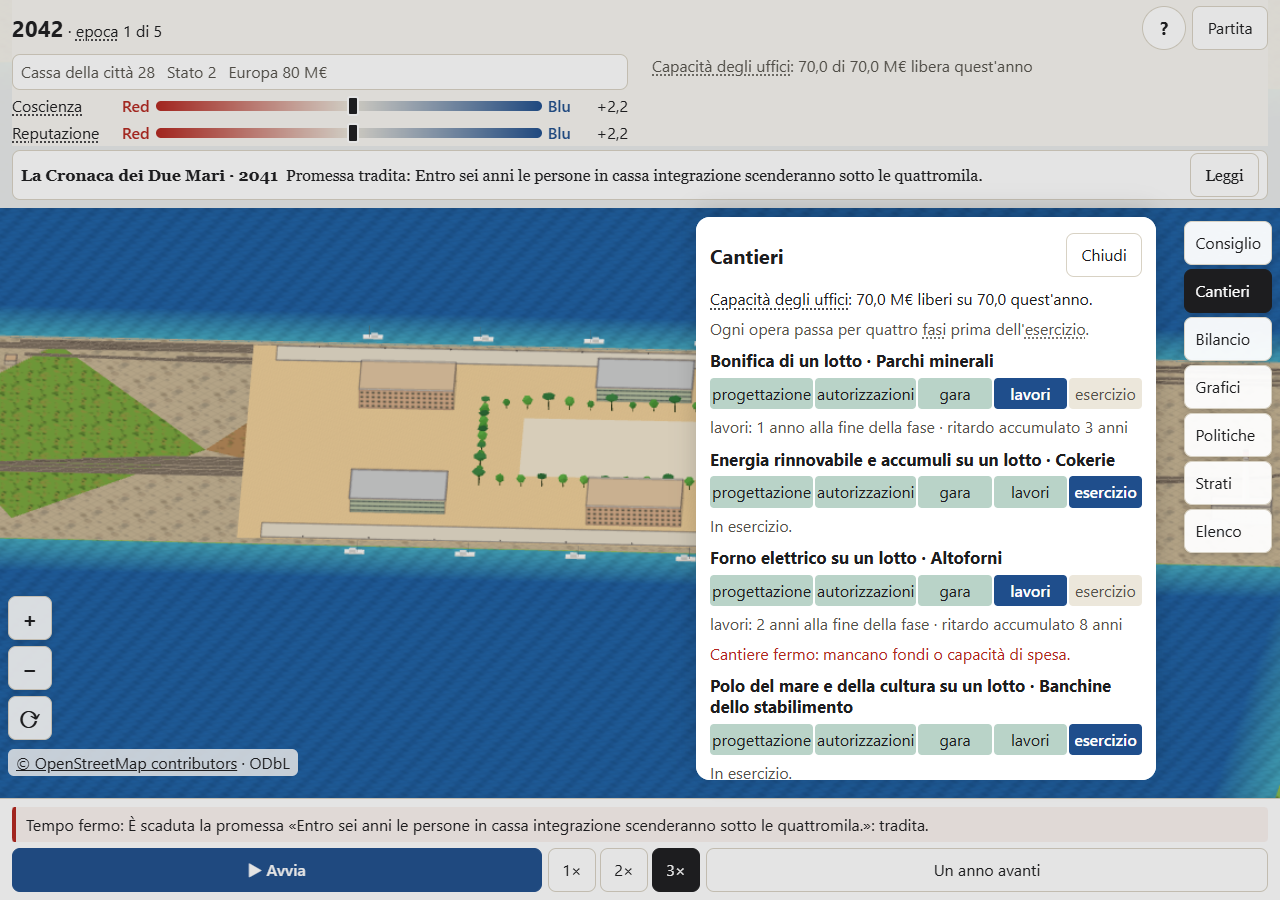 2042 · epoca 1 di 5
?
Partita
Cassa della città 28 Stato 2 Europa 80 M€
Capacità degli uffici: 70,0 di 70,0 M€ libera quest'anno
Coscienza Red Blu +2,2
Reputazione Red Blu +2,2
La Cronaca dei Due Mari · 2041 Promessa tradita: Entro sei anni le persone in cassa integrazione scenderanno sotto le quattromila.
Leggi
Cantieri
Chiudi
Capacità degli uffici: 70,0 M€ liberi su 70,0 quest'anno.
Ogni opera passa per quattro fasi prima dell'esercizio.
Bonifica di un lotto · Parchi minerali
progettazione autorizzazioni gara lavori esercizio
lavori: 1 anno alla fine della fase · ritardo accumulato 3 anni
Energia rinnovabile e accumuli su un lotto · Cokerie
progettazione autorizzazioni gara lavori esercizio
In esercizio.
Forno elettrico su un lotto · Altoforni
progettazione autorizzazioni gara lavori esercizio
lavori: 2 anni alla fine della fase · ritardo accumulato 8 anni
Cantiere fermo: mancano fondi o capacità di spesa.
Polo del mare e della cultura su un lotto · Banchine
dello stabilimento
progettazione autorizzazioni gara lavori esercizio
In esercizio.
Consiglio
Cantieri
Bilancio
Grafici
Politiche
Strati
Elenco
+
−
⟳
© OpenStreetMap contributors · ODbL
Tempo fermo: È scaduta la promessa «Entro sei anni le persone in cassa integrazione scenderanno sotto le quattromila.»: tradita.
▶ Avvia
1×
2×
3×
Un anno avanti